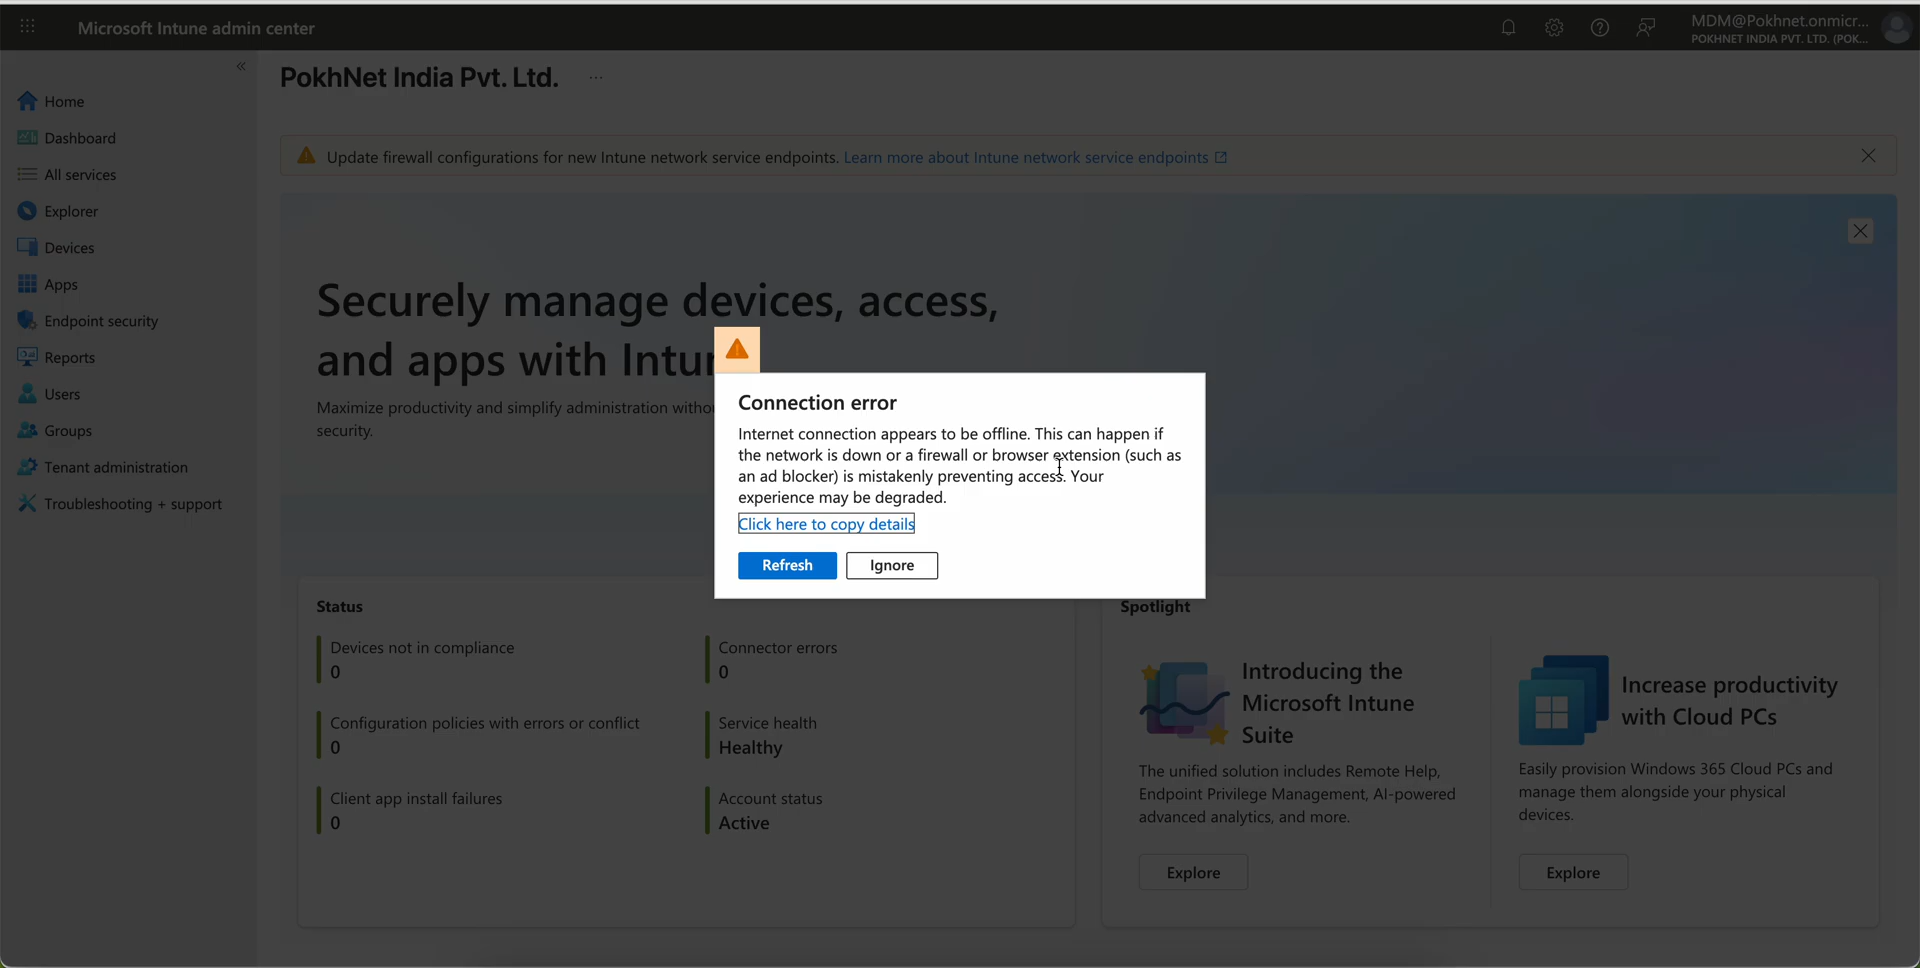 Microsoft Intune admin center
MDM@Pokhnet.onmicr...
POKHNET INDIA PVT. LTD. (POK...
«
Home
Dashboard
All services
Explorer
Devices
Apps
Endpoint security
Reports
Users
Groups
Tenant administration
Troubleshooting + support
PokhNet India Pvt. Ltd. ...
Update firewall configurations for new Intune network service endpoints. Learn more about Intune network service endpoints
Securely manage devices, access,
and apps with Intu
Maximize productivity and simplify administration
security.
Connection error
Internet connection appears to be offline. This can happen if
the network is down or a firewall or browser extension (such as
an ad blocker) is mistakenly preventing access. Your
experience may be degraded.
Click here to copy details
Refresh
Ignore
Status
Devices not in compliance
0
Connector errors
0
Configuration policies with errors or conflict
0
Service health
Healthy
Client app install failures
0
Account status
Active
Spotlight
Introducing the
Microsoft Intune
Suite
The unified solution includes Remote Help,
Endpoint Privilege Management, AI-powered
advanced analytics, and more.
Explore
Increase productivity
with Cloud PCs
Easily provision Windows 365 Cloud PCs and
manage them alongside your physical
devices.
Explore